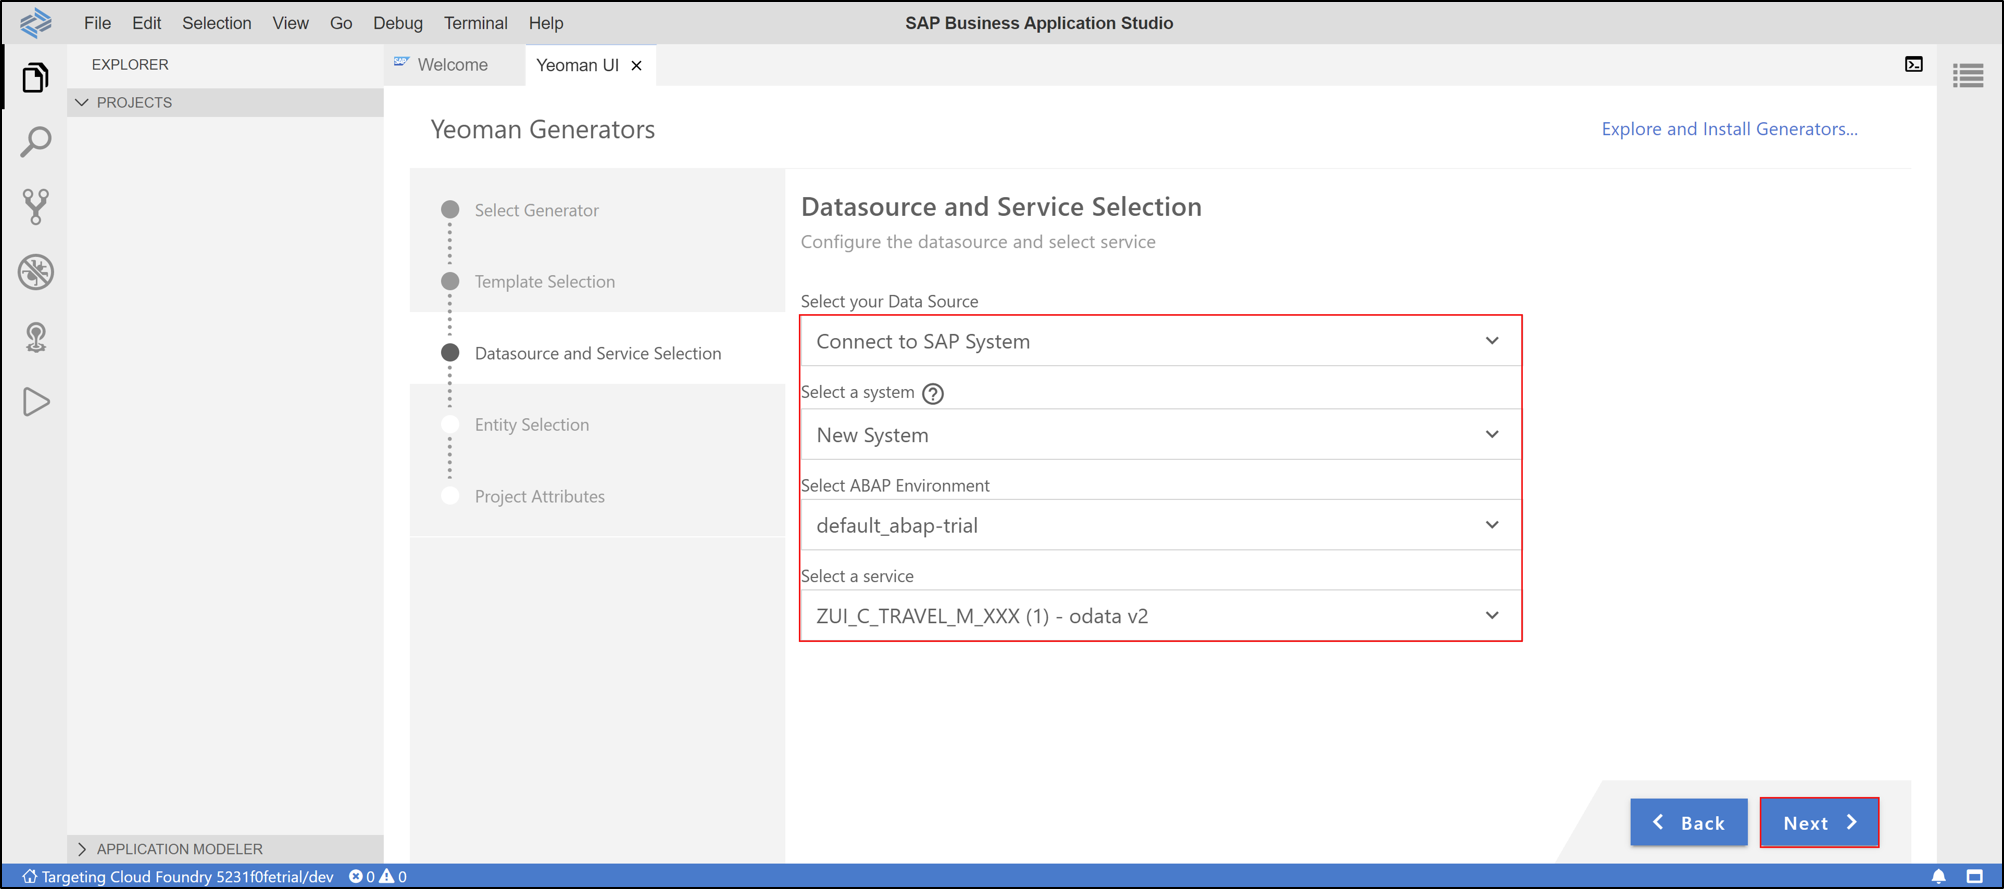 File Edit Selection View Go Debug Terminal Help
SAP Business Application Studio
EXPLORER
PROJECTS
APPLICATION MODELER
SAP Welcome
Yeoman UI
Yeoman Generators
Explore and Install Generators...
Select Generator
Template Selection
Datasource and Service Selection
Entity Selection
Project Attributes
Datasource and Service Selection
Configure the datasource and select service
Select your Data Source
Connect to SAP System
Select a system ?
New System
Select ABAP Environment
default_abap-trial
Select a service
ZUI_C_TRAVEL_M_XXX (1) - odata v2
Back
Next
Targeting Cloud Foundry 5231f0fetrial/dev 0 0